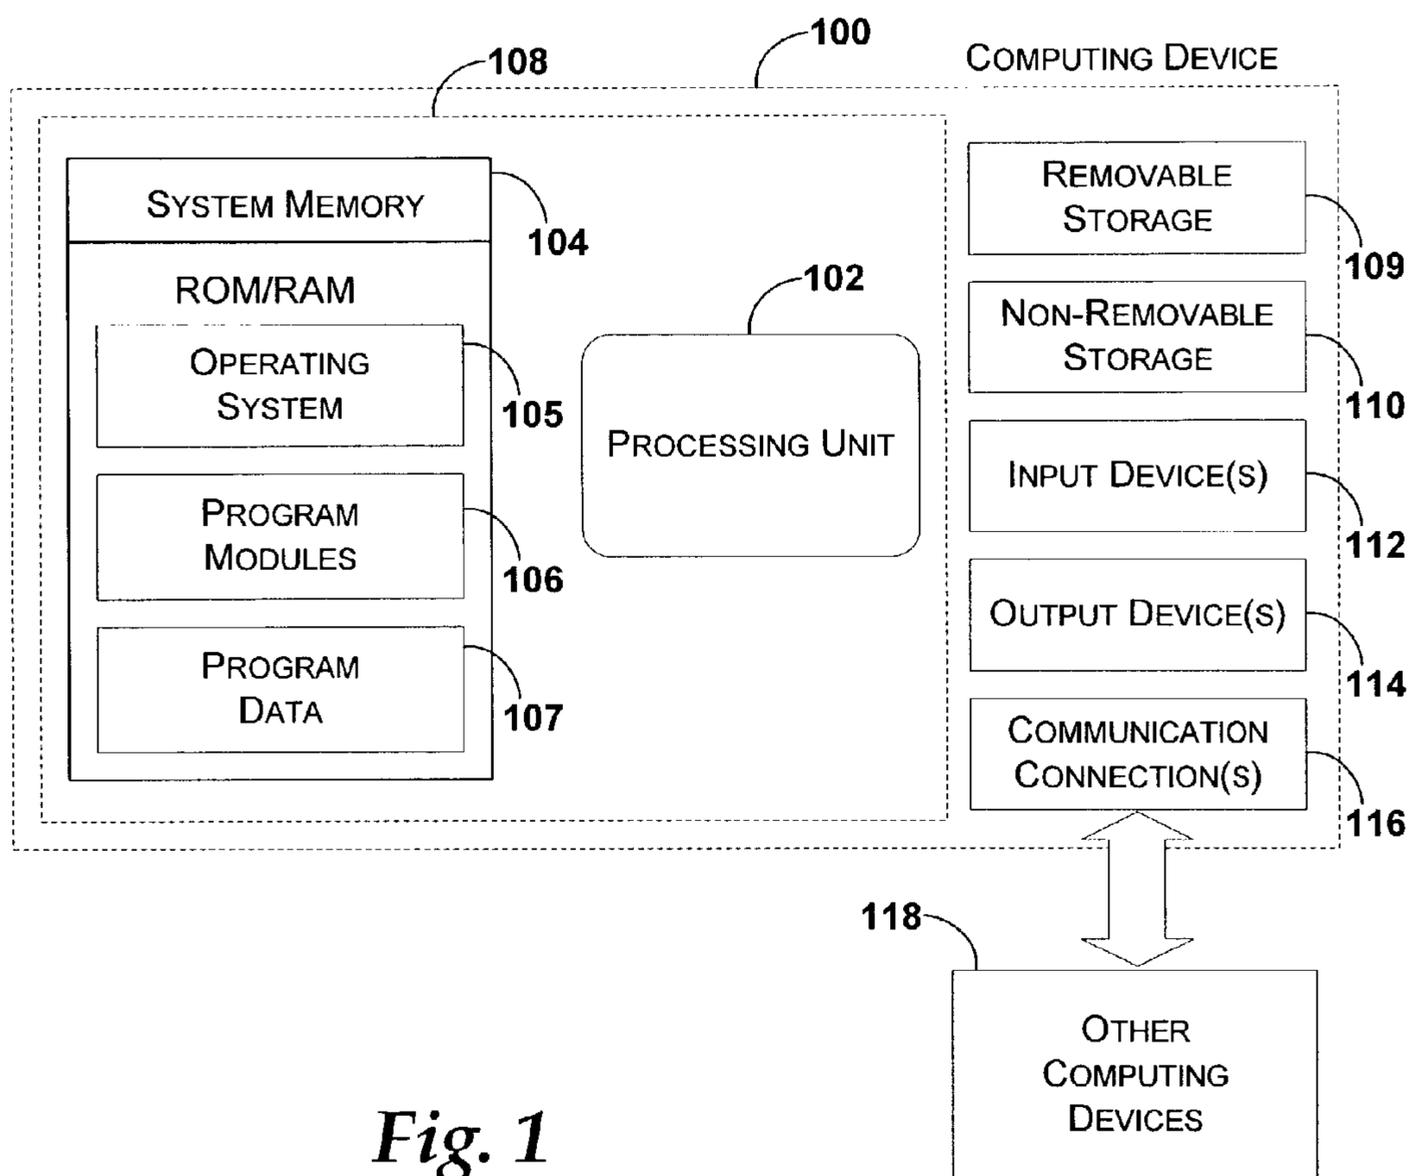 100
COMPUTING DEVICE
108
SYSTEM MEMORY
104
ROM/RAM
OPERATING
SYSTEM
105
PROGRAM
MODULES
106
PROGRAM
DATA
107
102
PROCESSING UNIT
REMOVABLE
STORAGE
109
NON-REMOVABLE
STORAGE
110
INPUT DEVICE(S)
112
OUTPUT DEVICE(S)
114
COMMUNICATION
CONNECTION(S)
116
118
OTHER
COMPUTING
DEVICES
Fig. 1